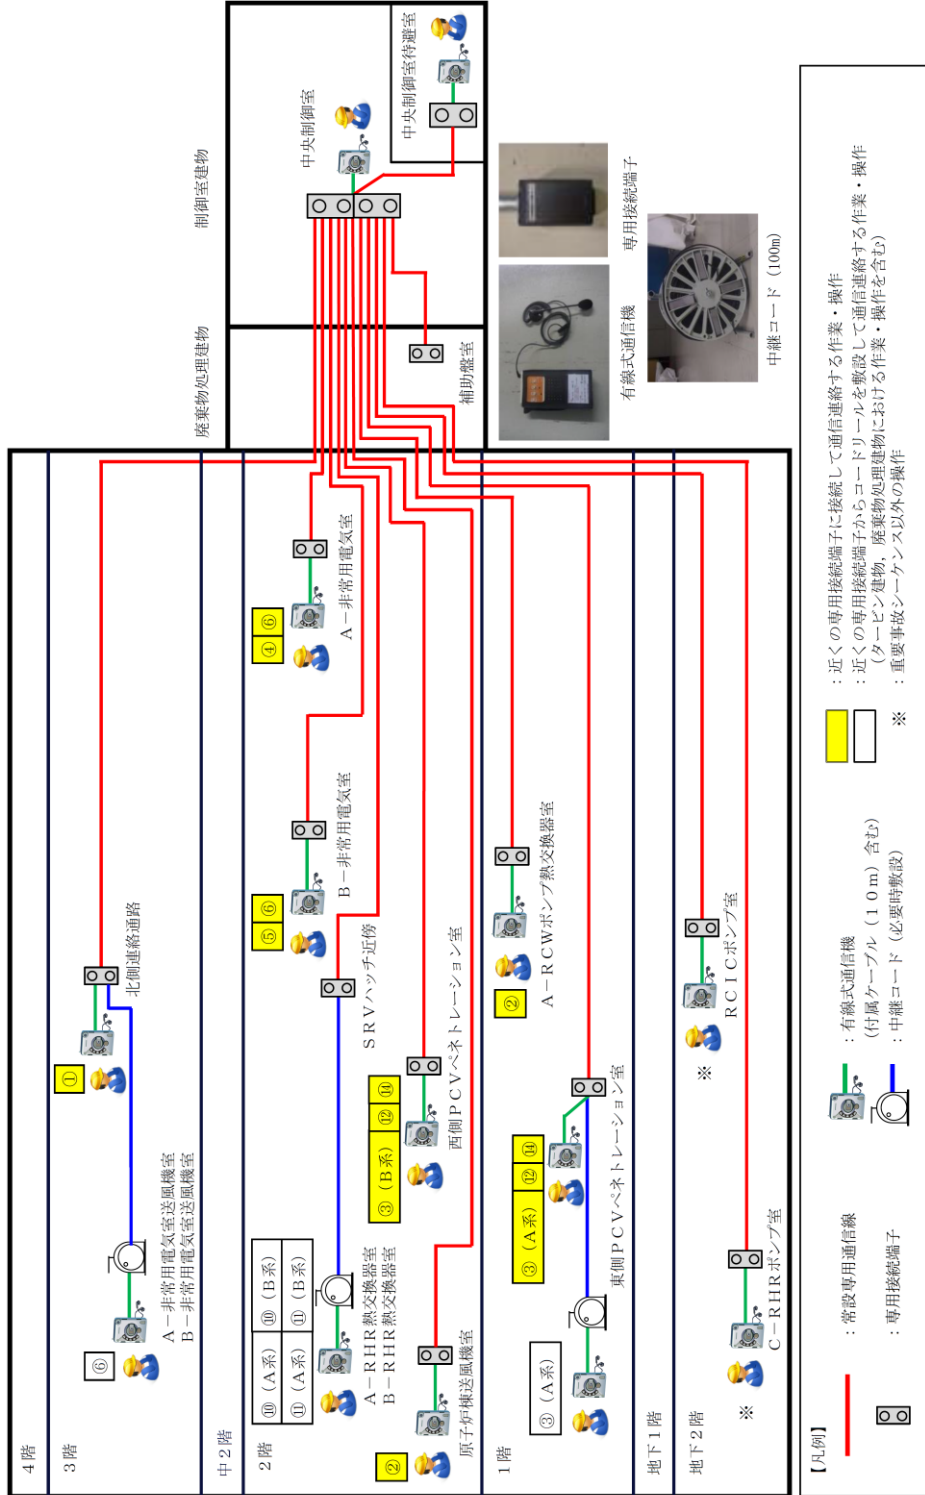 制御室建物
廃棄物処理建物
中央制御室
中央制御室待避室
補助盤室
4階
3階
中2階
2階
1階
地下1階
地下2階
①
北側連絡通路
⑥
A-非常用電気室送風機室
B-非常用電気室送風機室
④ ⑥
A-非常用電気室
⑤ ⑥
B-非常用電気室
SRVハッチ近傍
⑩(A系) ⑩(B系)
⑪(A系) ⑪(B系)
A-RHR熱交換器室
B-RHR熱交換器室
③(B系) ⑫ ⑭
西側PCVペネトレーション室
②
原子炉棟送風機室
②
A-RCWポンプ熱交換器室
③(A系) ⑫ ⑭
東側PCVペネトレーション室
③(A系)
※
RCICポンプ室
※
C-RHRポンプ室
有線式通信機
専用接続端子
中継コード(100m)
【凡例】
:常設専用通信線
:専用接続端子
:有線式通信機
(付属ケーブル(10m)含む)
:中継コード(必要時敷設)
:近くの専用接続端子に接続して通信連絡する作業・操作
:近くの専用接続端子からコードリールを敷設して通信連絡する作業・操作
(タービン建物,廃棄物処理建物における作業・操作を含む)
※ :重要事故シーケンス以外の操作